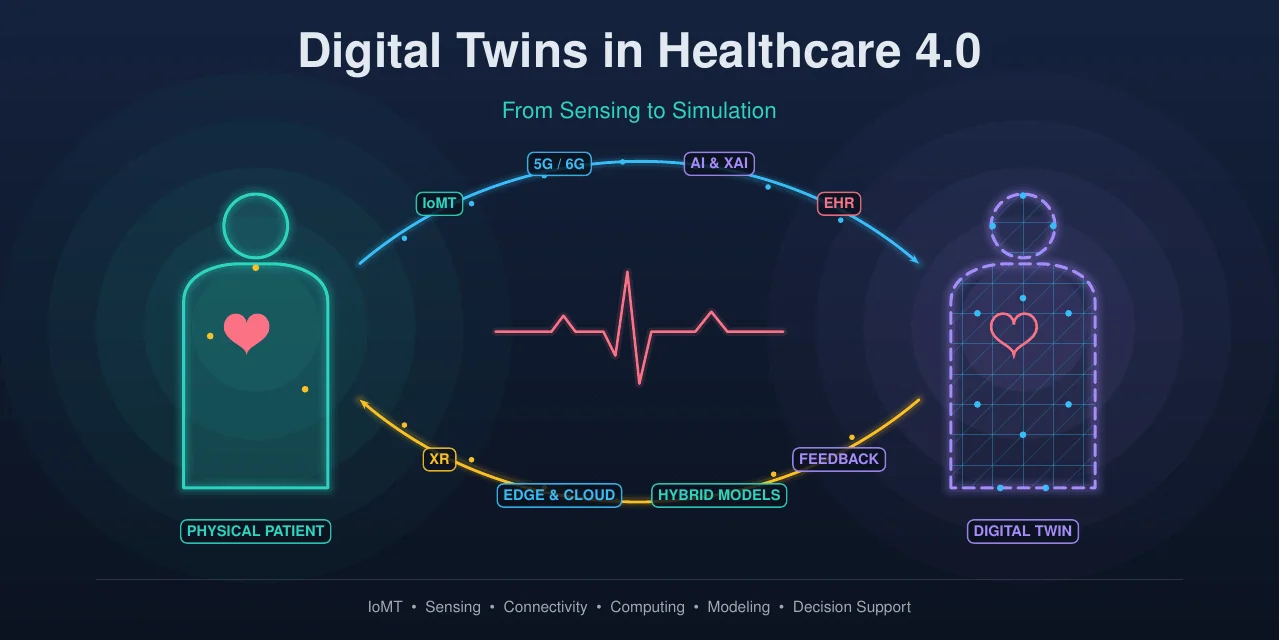 Digital Twins in Healthcare 4.0
From Sensing to Simulation
5G / 6G
AI & XAI
IoMT
EHR
XR
FEEDBACK
EDGE & CLOUD
HYBRID MODELS
PHYSICAL PATIENT
DIGITAL TWIN
IoMT • Sensing • Connectivity • Computing • Modeling • Decision Support